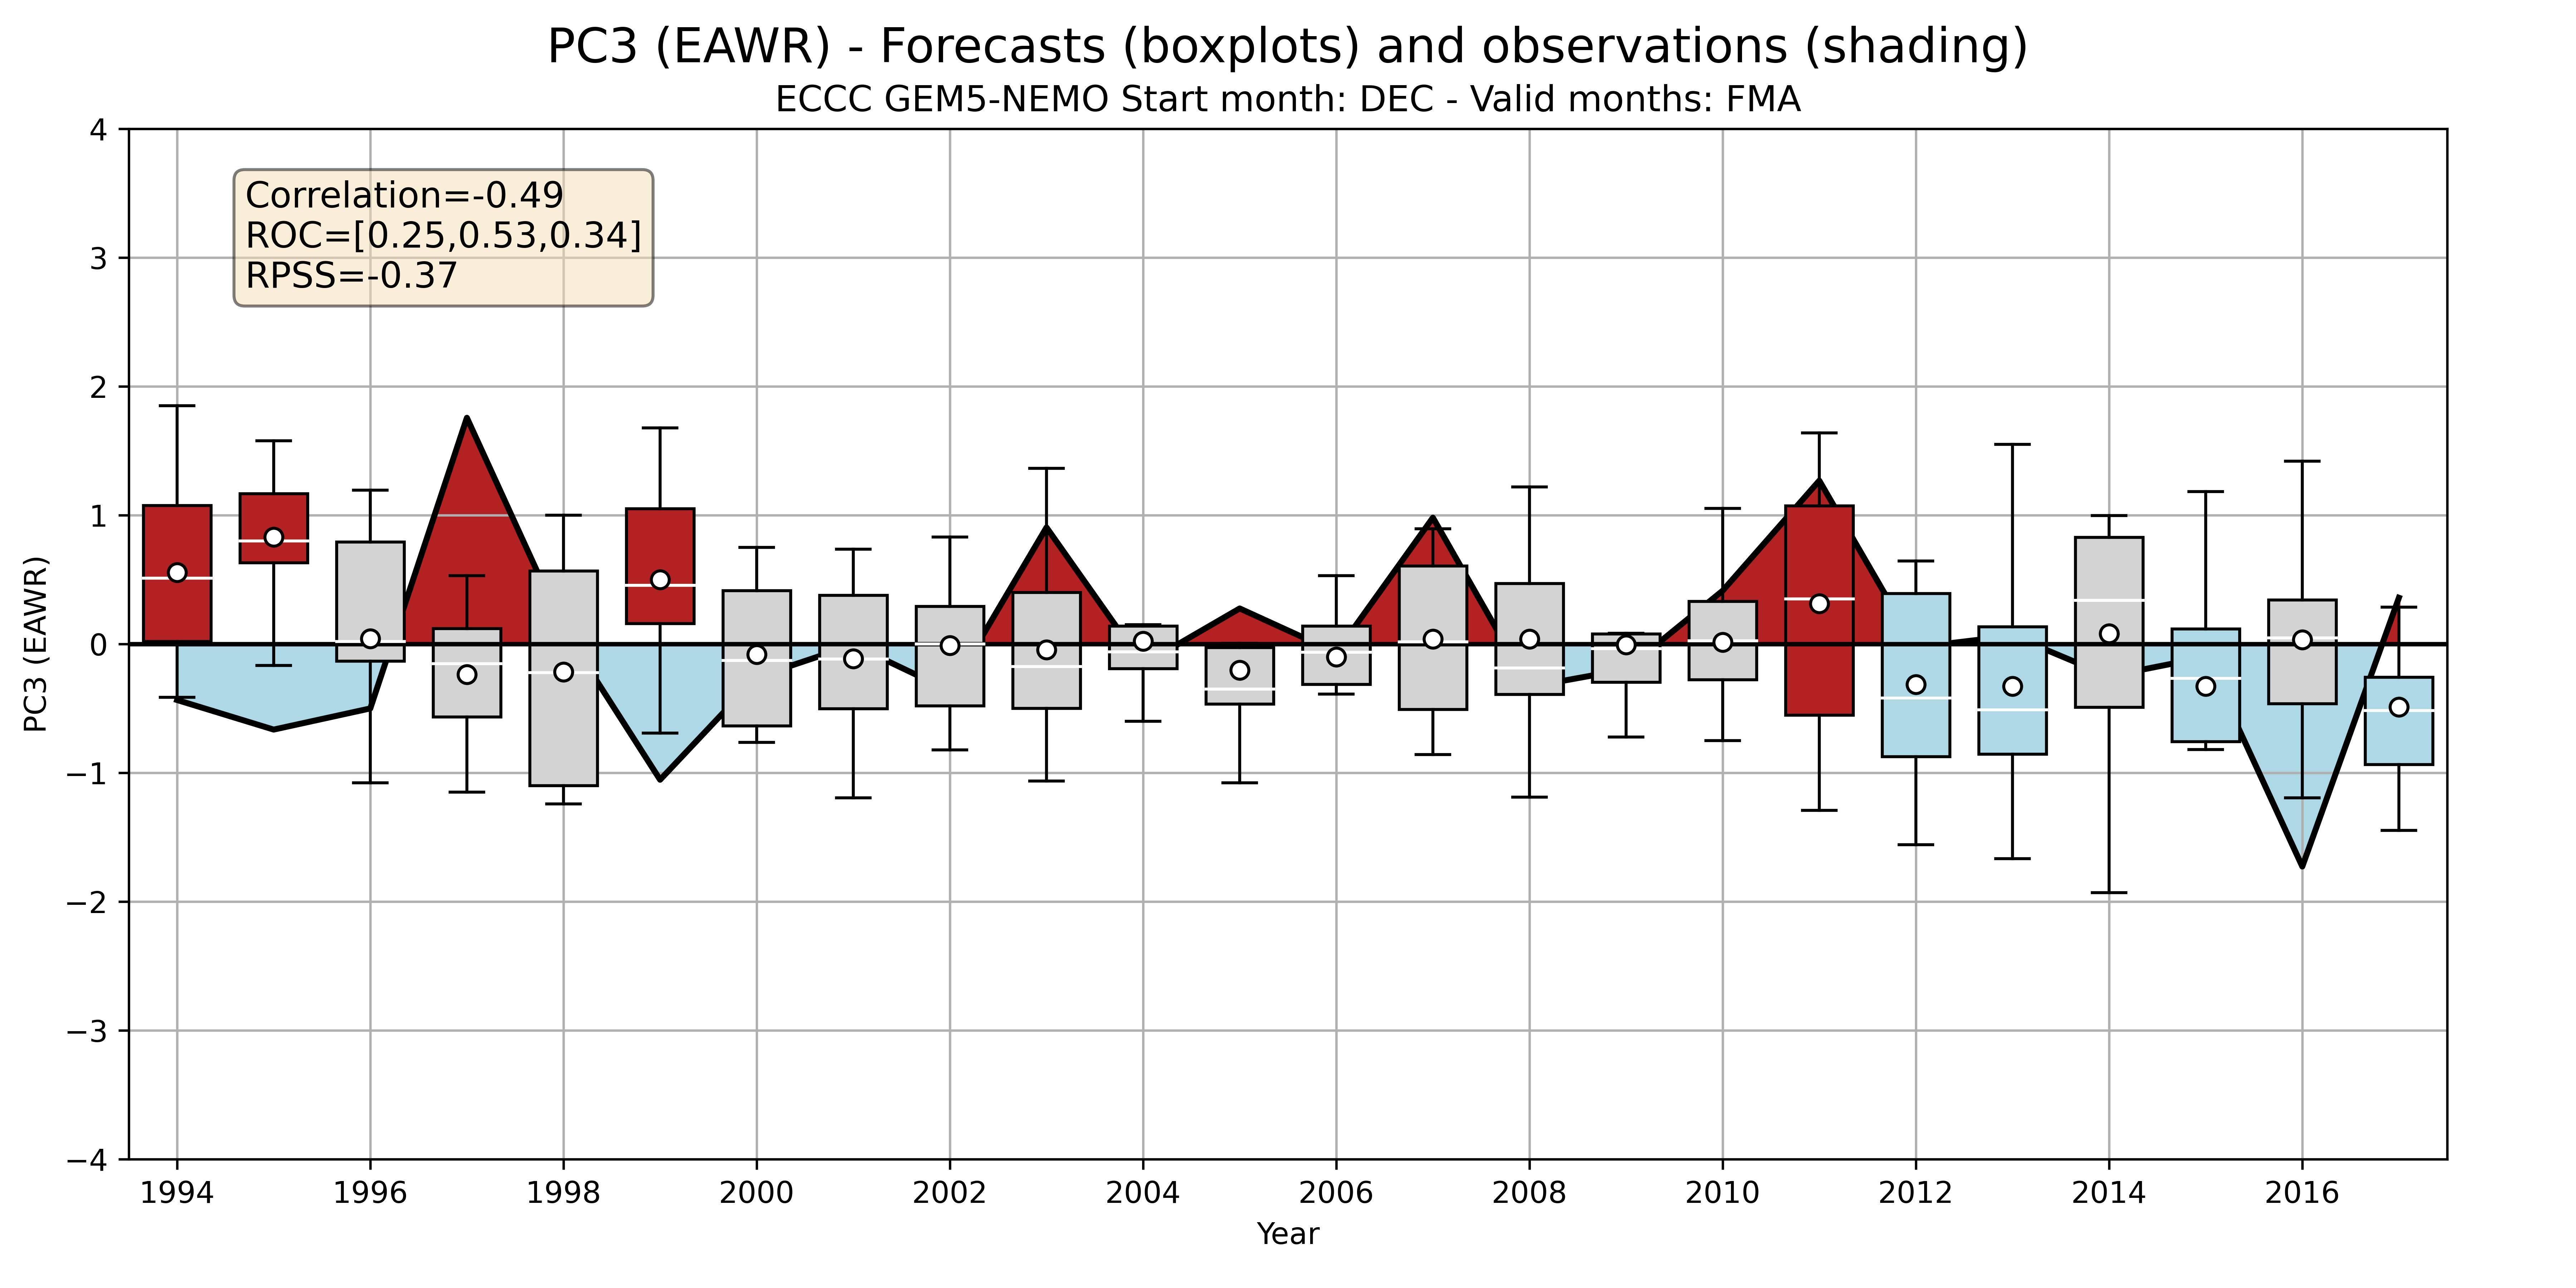 PC3 (EAWR) - Forecasts (boxplots) and observations (shading)
ECCC GEM5-NEMO Start month: DEC - Valid months: FMA
Correlation=-0.49
ROC=[0.25,0.53,0.34]
RPSS=-0.37
PC3 (EAWR)
4
3
2
1
0
−1
−2
−3
−4
1994 1996 1998 2000 2002 2004 2006 2008 2010 2012 2014 2016
Year